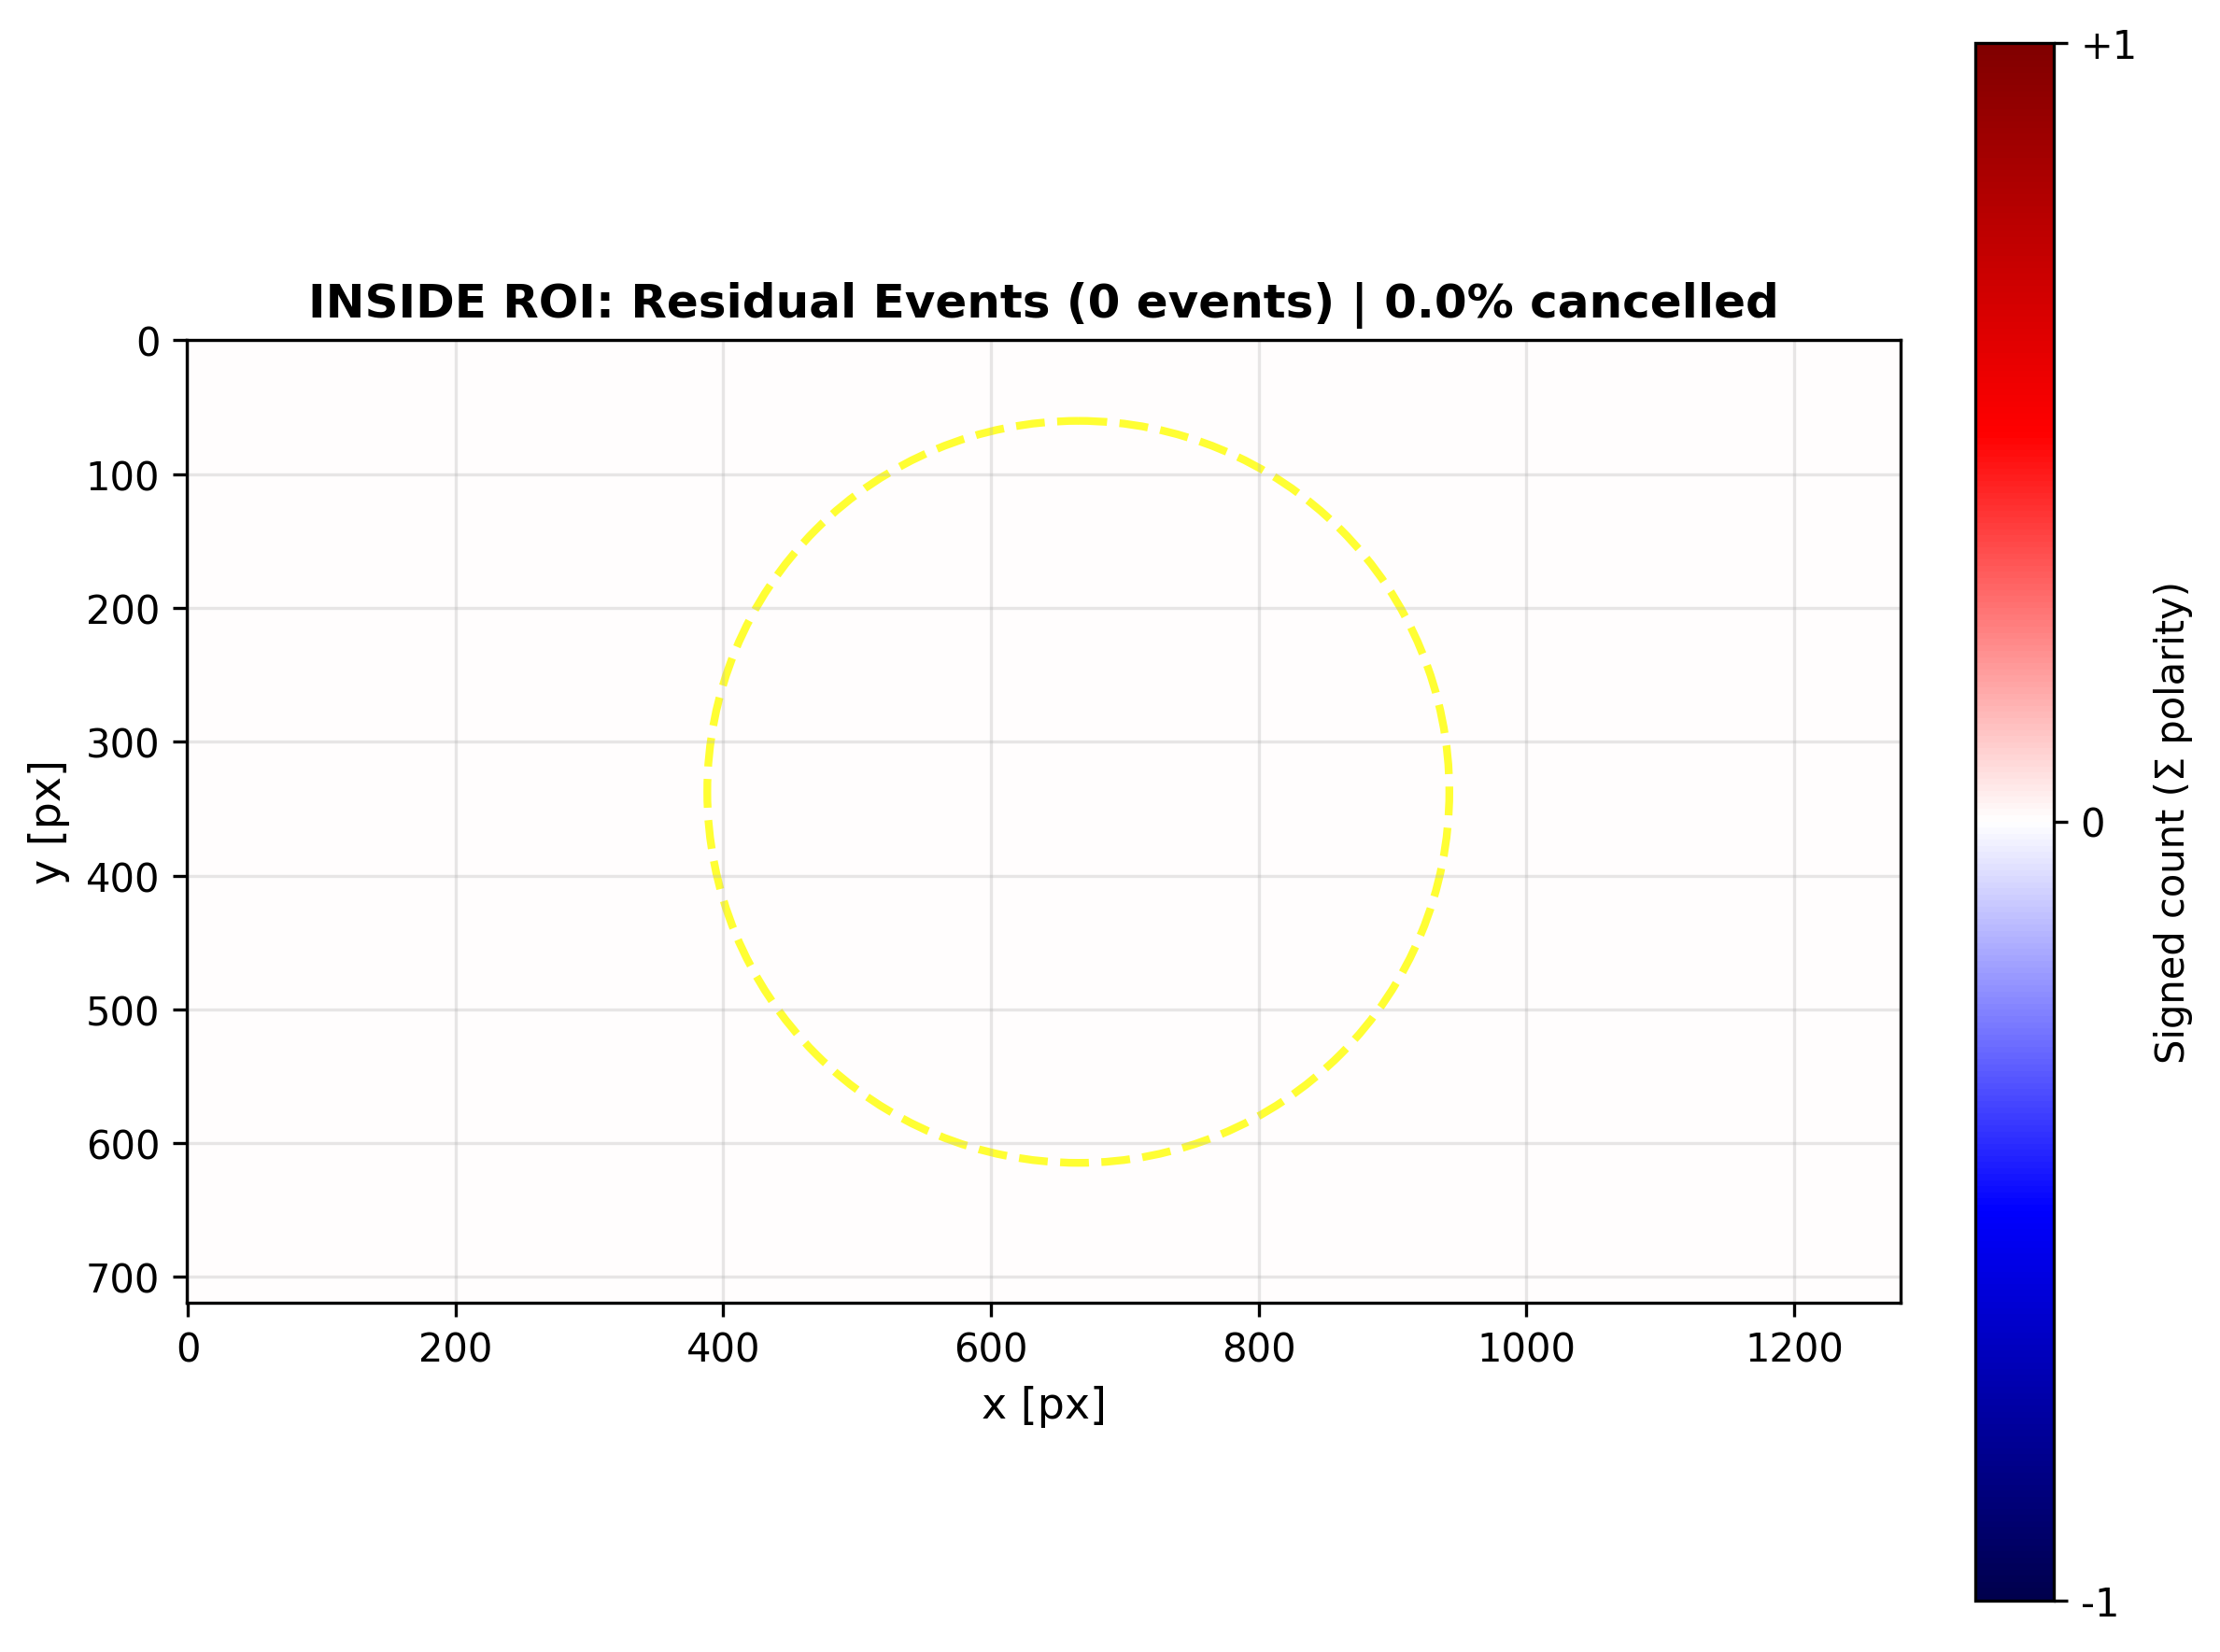 INSIDE ROI: Residual Events (0 events) | 0.0% cancelled
0
100
200
300
400
500
600
700
y [px]
0 200 400 600 800 1000 1200
x [px]
+1
0
-1
Signed count (Σ polarity)